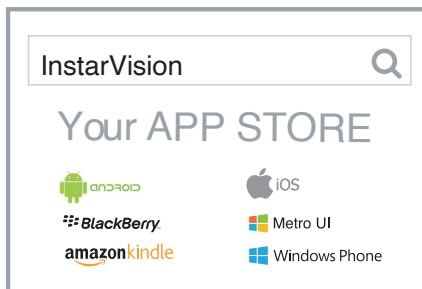 InstarVision
Your APP STORE
android
iOS
BlackBerry.
Metro UI
amazonkindle
Windows Phone